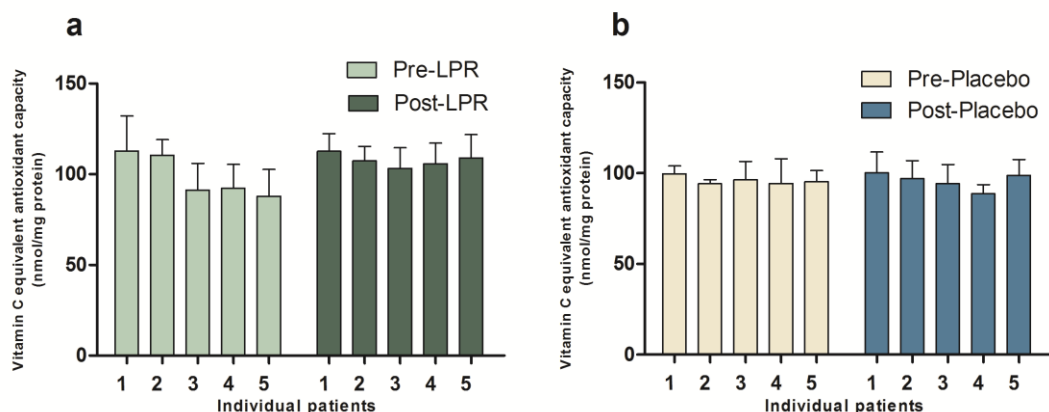 a
Pre-LPR
Post-LPR
Vitamin C equivalent antioxidant capacity
(nmol/mg protein)
150
100
50
0
1 2 3 4 5 1 2 3 4 5
Individual patients
b
Pre-Placebo
Post-Placebo
Vitamin C equivalent antioxidant capacity
(nmol/mg protein)
150
100
50
0
1 2 3 4 5 1 2 3 4 5
Individual patients